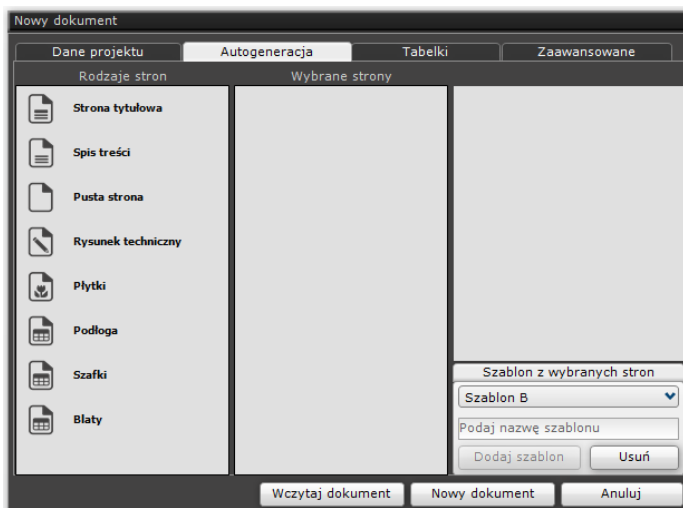 Nowy dokument
Dane projektu
Autogeneracja
Tabelki
Zaawansowane
Rodzaje stron
Wybrane strony
Strona tytułowa
Spis treści
Pusta strona
Rysunek techniczny
Płytki
Podłoga
Szafki
Blaty
Szablon z wybranych stron
Szablon B
Podaj nazwę szablonu
Dodaj szablon
Usuń
Wczytaj dokument
Nowy dokument
Anuluj